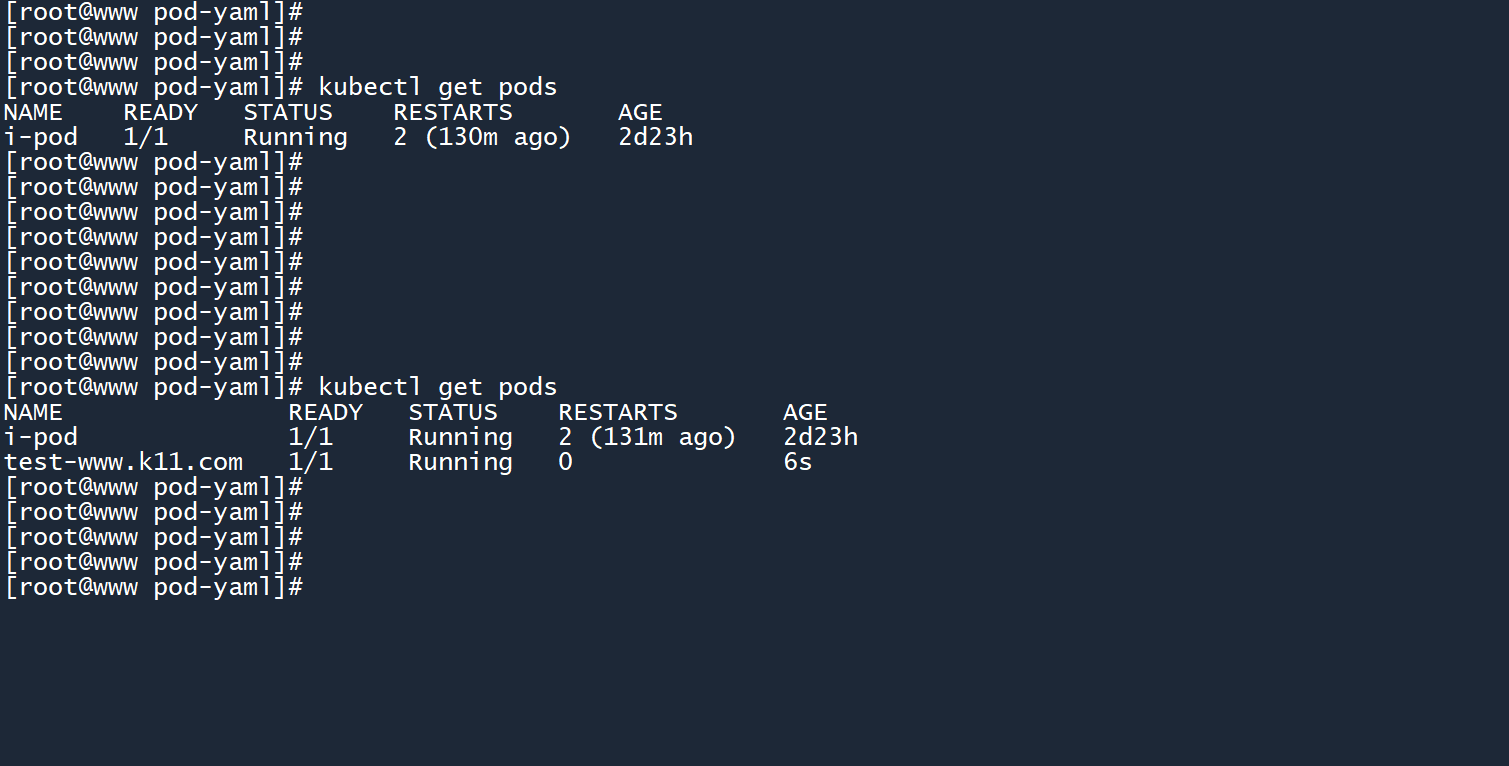 [root@www pod-yaml]#
[root@www pod-yaml]#
[root@www pod-yaml]#
[root@www pod-yaml]# kubectl get pods
NAME    READY   STATUS    RESTARTS       AGE
i-pod   1/1     Running   2 (130m ago)   2d23h
[root@www pod-yaml]#
[root@www pod-yaml]#
[root@www pod-yaml]#
[root@www pod-yaml]#
[root@www pod-yaml]#
[root@www pod-yaml]#
[root@www pod-yaml]#
[root@www pod-yaml]#
[root@www pod-yaml]#
[root@www pod-yaml]# kubectl get pods
NAME               READY   STATUS    RESTARTS       AGE
i-pod              1/1     Running   2 (131m ago)   2d23h
test-www.k11.com   1/1     Running   0              6s
[root@www pod-yaml]#
[root@www pod-yaml]#
[root@www pod-yaml]#
[root@www pod-yaml]#
[root@www pod-yaml]#